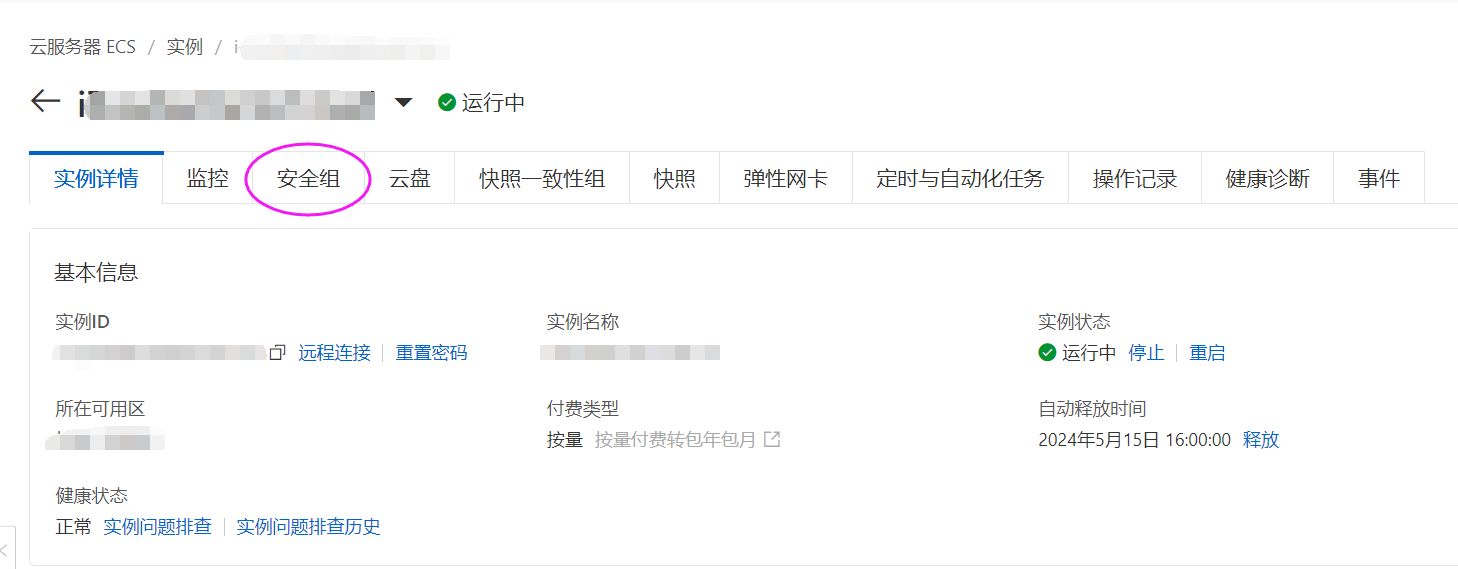 云服务器 ECS / 实例 / i
i 运行中
实例详情 监控 安全组 云盘 快照一致性组 快照 弹性网卡 定时与自动化任务 操作记录 健康诊断 事件
基本信息
实例ID 实例名称 实例状态
远程连接 重置密码 运行中 停止 重启
所在可用区 付费类型 自动释放时间
按量 按量付费转包年包月 2024年5月15日 16:00:00 释放
健康状态
正常 实例问题排查 实例问题排查历史